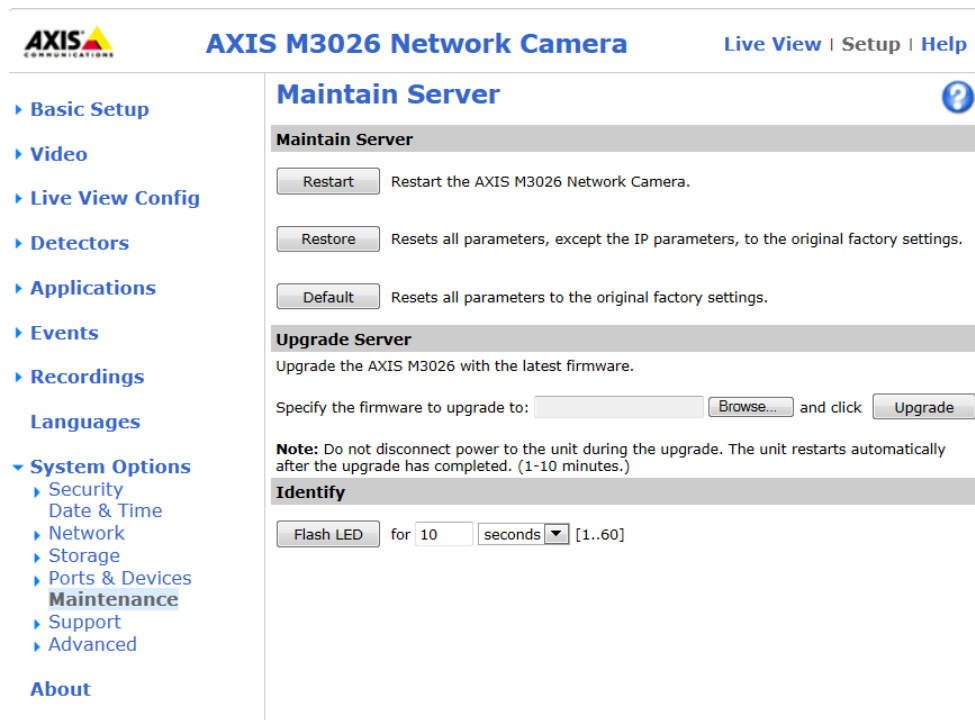 AXIS
COMMUNICATIONS
AXIS M3026 Network Camera
Live View | Setup | Help
Basic Setup
Video
Live View Config
Detectors
Applications
Events
Recordings
Languages
System Options
Security
Date & Time
Network
Storage
Ports & Devices
Maintenance
Support
Advanced
About
Maintain Server
?
Maintain Server
Restart Restart the AXIS M3026 Network Camera.
Restore Resets all parameters, except the IP parameters, to the original factory settings.
Default Resets all parameters to the original factory settings.
Upgrade Server
Upgrade the AXIS M3026 with the latest firmware.
Specify the firmware to upgrade to: Browse... and click Upgrade
Note: Do not disconnect power to the unit during the upgrade. The unit restarts automatically
after the upgrade has completed. (1-10 minutes.)
Identify
Flash LED for 10 seconds [1..60]